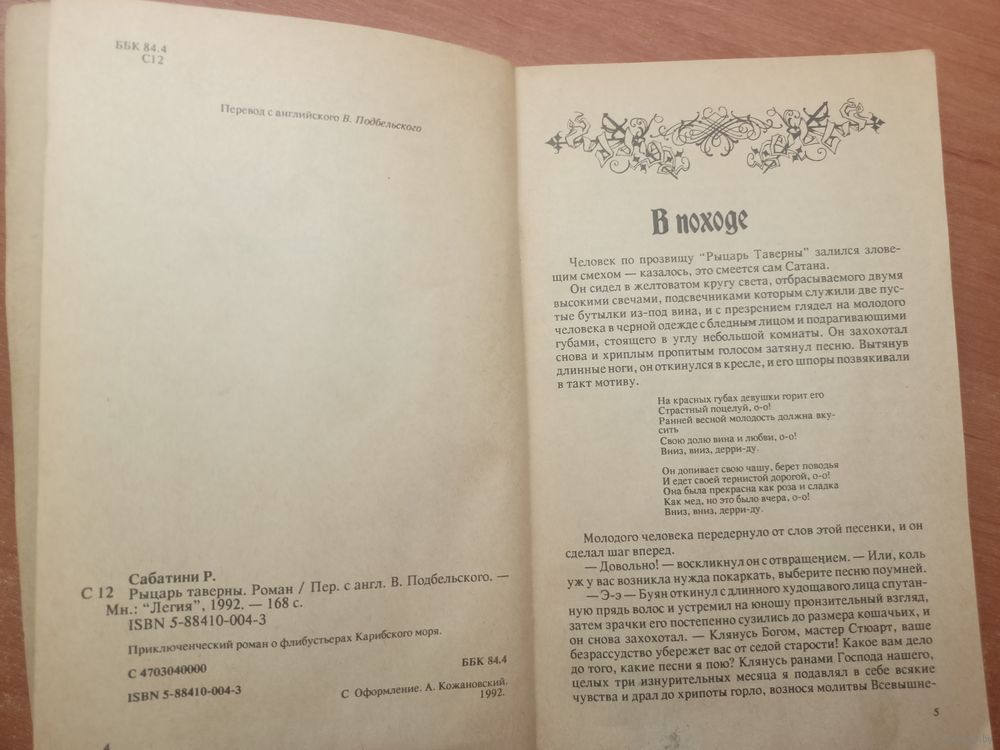 ББК 84.4
С12
Перевод с английского В. Подбельского
Сабатини Р.
С 12 Рыцарь таверны. Роман / Пер. с англ. В. Подбельского. —
Мн.: “Легия”, 1992. — 168 с.
ISBN 5-88410-004-3
Приключенческий роман о флибустьерах Карибского моря.
С 4703040000
ББК 84.4
ISBN 5-88410-004-3
С Оформление. А. Кожановский.
1992.
4
В походе
Человек по прозвищу “Рыцарь Таверны” залился злове-
щим смехом — казалось, это смеется сам Сатана.
Он сидел в желтоватом кругу света, отбрасываемого двумя
высокими свечами, подсвечниками которым служили две пус-
тые бутылки из-под вина, и с презрением глядел на молодого
человека в черной одежде с бледным лицом и подрагивающими
губами, стоящего в углу небольшой комнаты. Он захохотал
снова и хриплым пропитым голосом затянул песню. Вытянув
длинные ноги, он откинулся в кресле, и его шпоры позвякивали
в такт мотиву.
На красных губах девушки горит его
Страстный поцелуй, о-о!
Ранней весной молодость должна вку-
сить
Свою долю вина и любви, о-о!
Вниз, вниз, дерри-ду.
Он допивает свою чашу, берет поводья
И едет своей тернистой дорогой, о-о!
Она была прекрасна как роза и сладка
Как мед, но это было вчера, о-о!
Вниз, вниз, дерри-ду.
Молодого человека передернуло от слов этой песенки, и он
сделал шаг вперед.
— Довольно! — воскликнул он с отвращением. — Или, коль
уж у вас возникла нужда покаркать, выберите песню поумней.
— Э-э — Буян откинул с длинного худощавого лица спутан-
ную прядь волос и устремил на юношу пронзительный взгляд,
затем зрачки его постепенно сузились до размера кошачьих, и
он снова захохотал. — Клянусь Богом, мастер Стюарт, ваше
безрассудство убережет вас от седой старости! Какое вам дело
до того, какие песни я пою? Клянусь ранами Господа нашего,
целых три изнурительных месяца я подавлял в себе всякие
чувства и драл до хрипоты горло, вознося молитвы Всевышне-
5